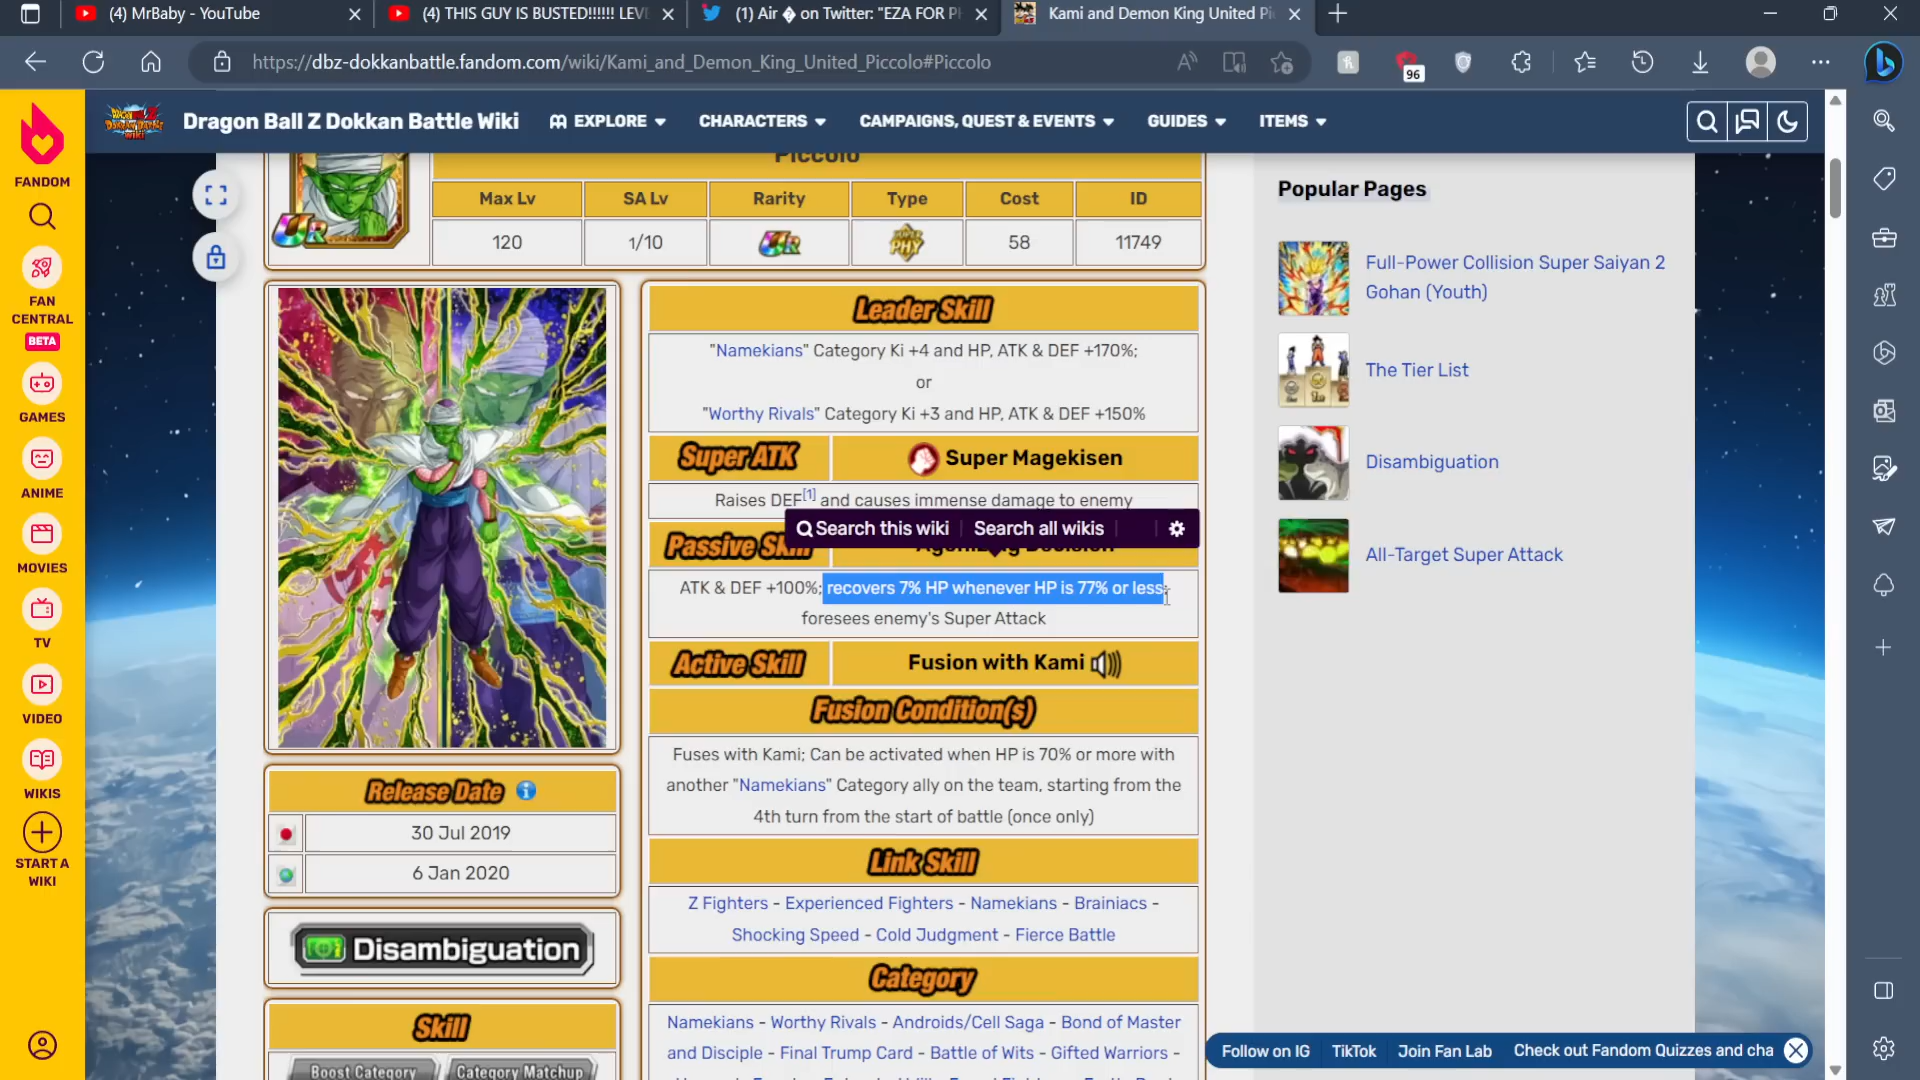 (4) MrBaby - YouTube
(4) THIS GUY IS BUSTED!!!!!! LEVE
(1) Air � on Twitter: "EZA FOR PH
Kami and Demon King United Pi
https://dbz-dokkanbattle.fandom.com/wiki/Kami_and_Demon_King_United_Piccolo#Piccolo
96
Dragon Ball Z Dokkan Battle Wiki
EXPLORE
CHARACTERS
CAMPAIGNS, QUEST & EVENTS
GUIDES
ITEMS
FANDOM
FAN
CENTRAL
BETA
GAMES
ANIME
MOVIES
TV
VIDEO
WIKIS
START A
WIKI
Piccolo
Max Lv
SA Lv
Rarity
Type
Cost
ID
UR
120
1/10
UR
SUPER
PHY
58
11749
Leader Skill
"Namekians" Category Ki +4 and HP, ATK & DEF +170%;
or
"Worthy Rivals" Category Ki +3 and HP, ATK & DEF +150%
Super ATK
Super Magekisen
Raises DEF[1] and causes immense damage to enemy
Search this wiki
Search all wikis
Passive Skill
Agonizing Decision
ATK & DEF +100%; recovers 7% HP whenever HP is 77% or less;
foresees enemy's Super Attack
Active Skill
Fusion with Kami
Fusion Condition(s)
Fuses with Kami; Can be activated when HP is 70% or more with
another "Namekians" Category ally on the team, starting from the
4th turn from the start of battle (once only)
Link Skill
Z Fighters - Experienced Fighters - Namekians - Brainiacs -
Shocking Speed - Cold Judgment - Fierce Battle
Category
Namekians - Worthy Rivals - Androids/Cell Saga - Bond of Master
and Disciple - Final Trump Card - Battle of Wits - Gifted Warriors -
Release Date
30 Jul 2019
6 Jan 2020
Disambiguation
Skill
Boost Category
Category Matchup
Popular Pages
Full-Power Collision Super Saiyan 2
Gohan (Youth)
The Tier List
Disambiguation
All-Target Super Attack
Follow on IG
TikTok
Join Fan Lab
Check out Fandom Quizzes and cha